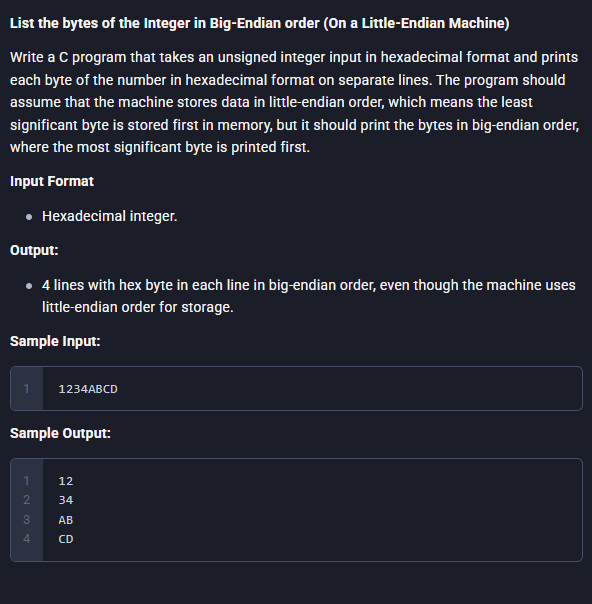 List the bytes of the Integer in Big-Endian order (On a Little-Endian Machine)
Write a C program that takes an unsigned integer input in hexadecimal format and prints
each byte of the number in hexadecimal format on separate lines. The program should
assume that the machine stores data in little-endian order, which means the least
significant byte is stored first in memory, but it should print the bytes in big-endian order,
where the most significant byte is printed first.
Input Format
Hexadecimal integer.
Output:
4 lines with hex byte in each line in big-endian order, even though the machine uses
little-endian order for storage.
Sample Input:
1 1234ABCD
Sample Output:
1 12
2 34
3 AB
4 CD